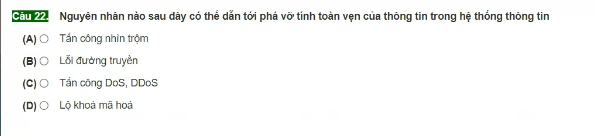 Câu 22. Nguyên nhân nào sau đây có thể dẫn tới phá vỡ tính toàn vẹn của thông tin trong hệ thống thông tin
(A) Tấn công nhìn trộm
(B) Lỗi đường truyền
(C) Tấn công DoS, DDoS
(D) Lộ khoá mã hoá